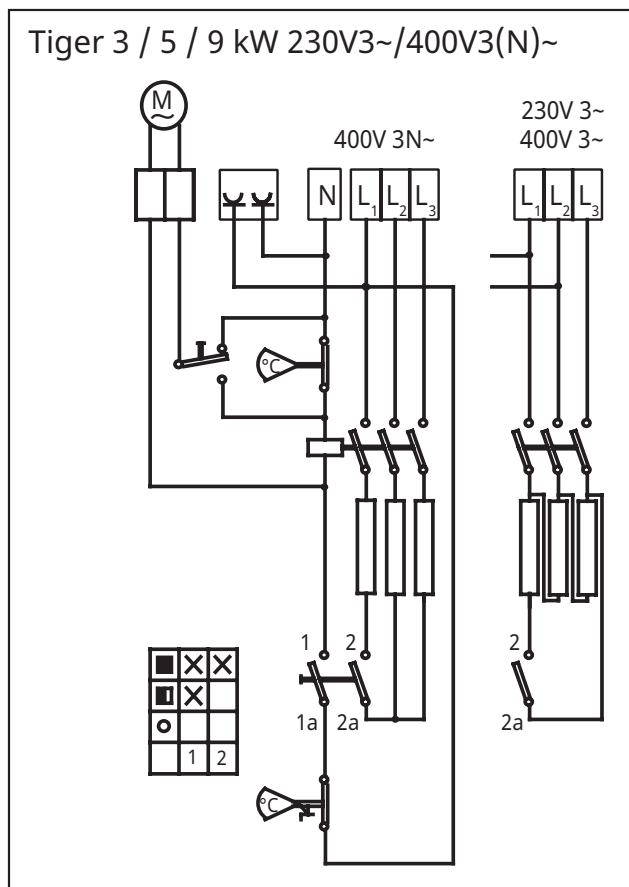 Tiger 3 / 5 / 9 kW 230V3~/400V3(N)~
M
~
230V 3~
400V 3N~ 400V 3~
N L1 L2 L3 L1 L2 L3
°C
1 2 2
X X
X
1a 2a 2a
1 2
°C